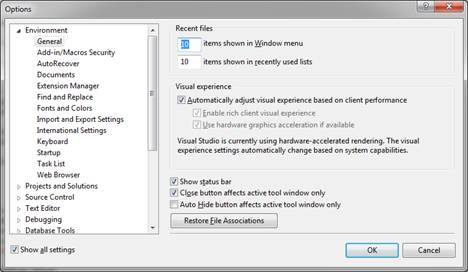 Options
Environment
General
Add-in/Macros Security
AutoRecover
Documents
Extension Manager
Find and Replace
Fonts and Colors
Import and Export Settings
International Settings
Keyboard
Startup
Task List
Web Browser
Projects and Solutions
Source Control
Text Editor
Debugging
Database Tools
Show all settings
Recent files
10 items shown in Window menu
10 items shown in recently used lists
Visual experience
Automatically adjust visual experience based on client performance
Enable rich client visual experience
Use hardware graphics acceleration if available
Visual Studio is currently using hardware-accelerated rendering. The visual
experience settings automatically change based on system capabilities.
Show status bar
Close button affects active tool window only
Auto Hide button affects active tool window only
Restore File Associations
OK
Cancel